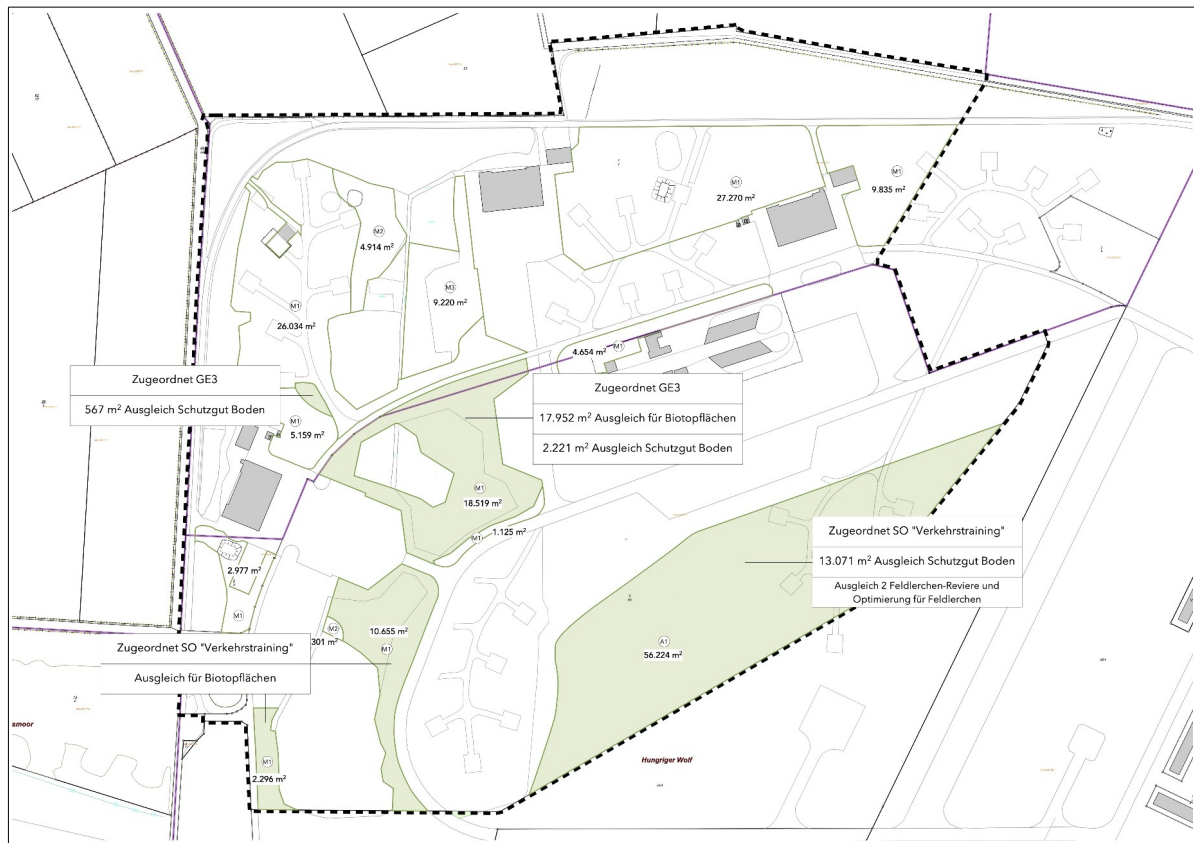 M1
27.270 m²
M1
9.835 m²
M2
4.914 m²
M3
9.220 m²
M1
26.034 m²
4.654 m²
M1
Zugeordnet GE3
567 m² Ausgleich Schutzgut Boden
Zugeordnet GE3
17.952 m² Ausgleich für Biotopflächen
2.221 m² Ausgleich Schutzgut Boden
M1
5.159 m²
M1
18.519 m²
1.125 m²
M1
Zugeordnet SO "Verkehrstraining"
13.071 m² Ausgleich Schutzgut Boden
Ausgleich 2 Feldlerchen-Reviere und
Optimierung für Feldlerchen
2.977 m²
M1
M2
301 m²
10.655 m²
M1
A1
56.224 m²
Zugeordnet SO "Verkehrstraining"
Ausgleich für Biotopflächen
smoor
M1
2.296 m²
Hungriger Wolf